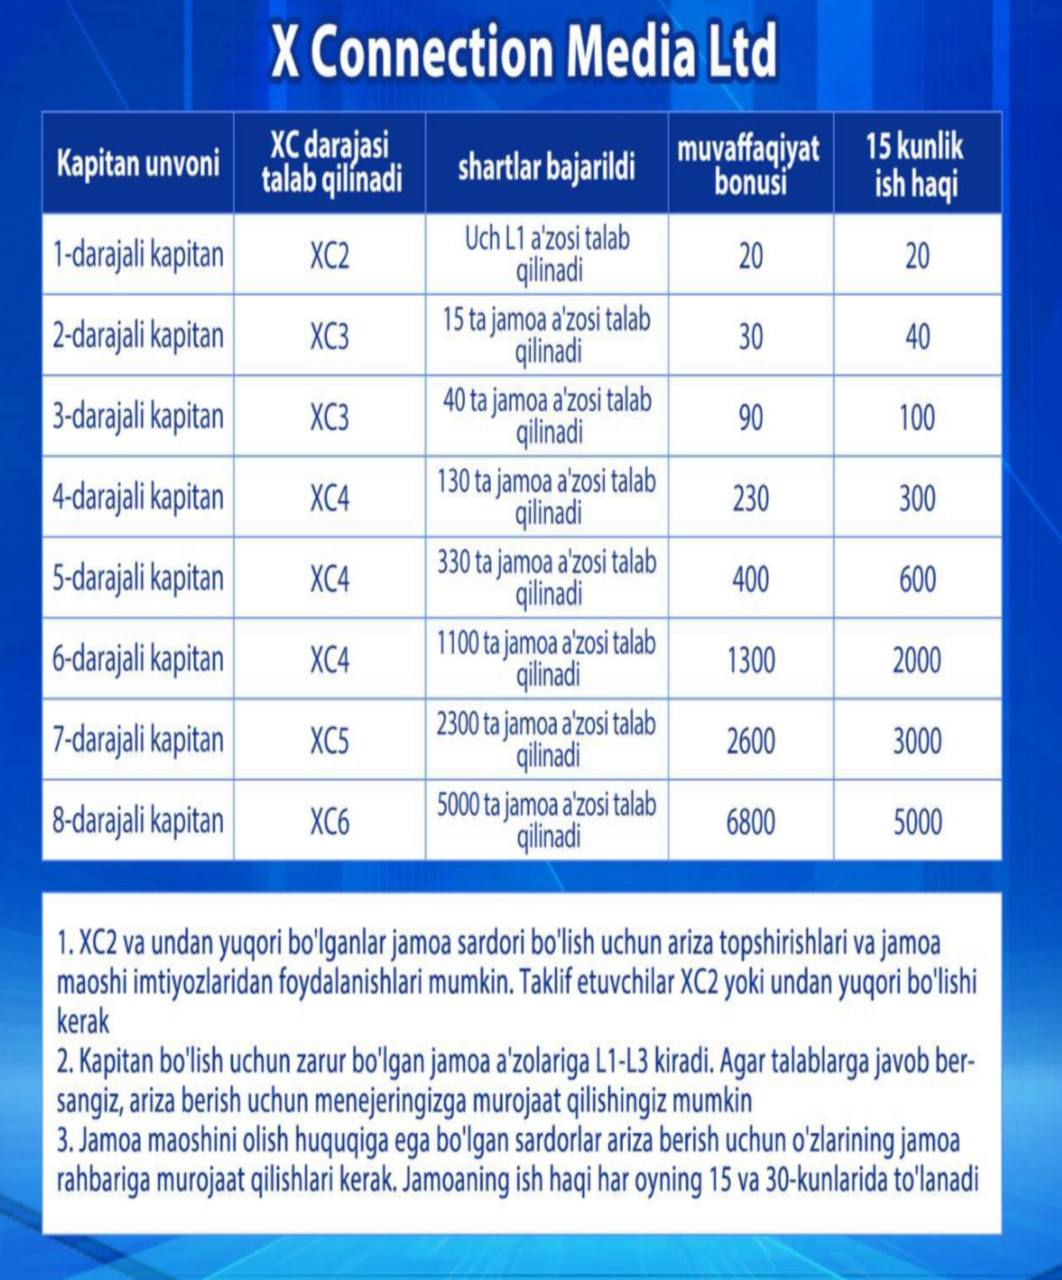 X Connection Media Ltd
Kapitan unvoni
XC darajasi
talab qilinadi
shartlar bajarildi
muvaffaqiyat
bonusi
15 kunlik
ish haqi
1-darajali kapitan
XC2
Uch L1 a'zosi talab
qilinadi
20
20
2-darajali kapitan
XC3
15 ta jamoa a'zosi talab
qilinadi
30
40
3-darajali kapitan
XC3
40 ta jamoa a'zosi talab
qilinadi
90
100
4-darajali kapitan
XC4
130 ta jamoa a'zosi talab
qilinadi
230
300
5-darajali kapitan
XC4
330 ta jamoa a'zosi talab
qilinadi
400
600
6-darajali kapitan
XC4
1100 ta jamoa a'zosi talab
qilinadi
1300
2000
7-darajali kapitan
XC5
2300 ta jamoa a'zosi talab
qilinadi
2600
3000
8-darajali kapitan
XC6
5000 ta jamoa a'zosi talab
qilinadi
6800
5000
1. XC2 va undan yuqori bo'lganlar jamoa sardori bo'lish uchun ariza topshirishlari va jamoa
maoshi imtiyozlaridan foydalanishlari mumkin. Taklif etuvchilar XC2 yoki undan yuqori bo'lishi
kerak
2. Kapitan bo'lish uchun zarur bo'lgan jamoa a'zolariga L1-L3 kiradi. Agar talablarga javob ber-
sangiz, ariza berish uchun menejeringizga murojaat qilishingiz mumkin
3. Jamoa maoshini olish huquqiga ega bo'lgan sardorlar ariza berish uchun o'zlarining jamoa
rahbariga murojaat qilishlari kerak. Jamoaning ish haqi har oyning 15 va 30-kunlarida to'lanadi